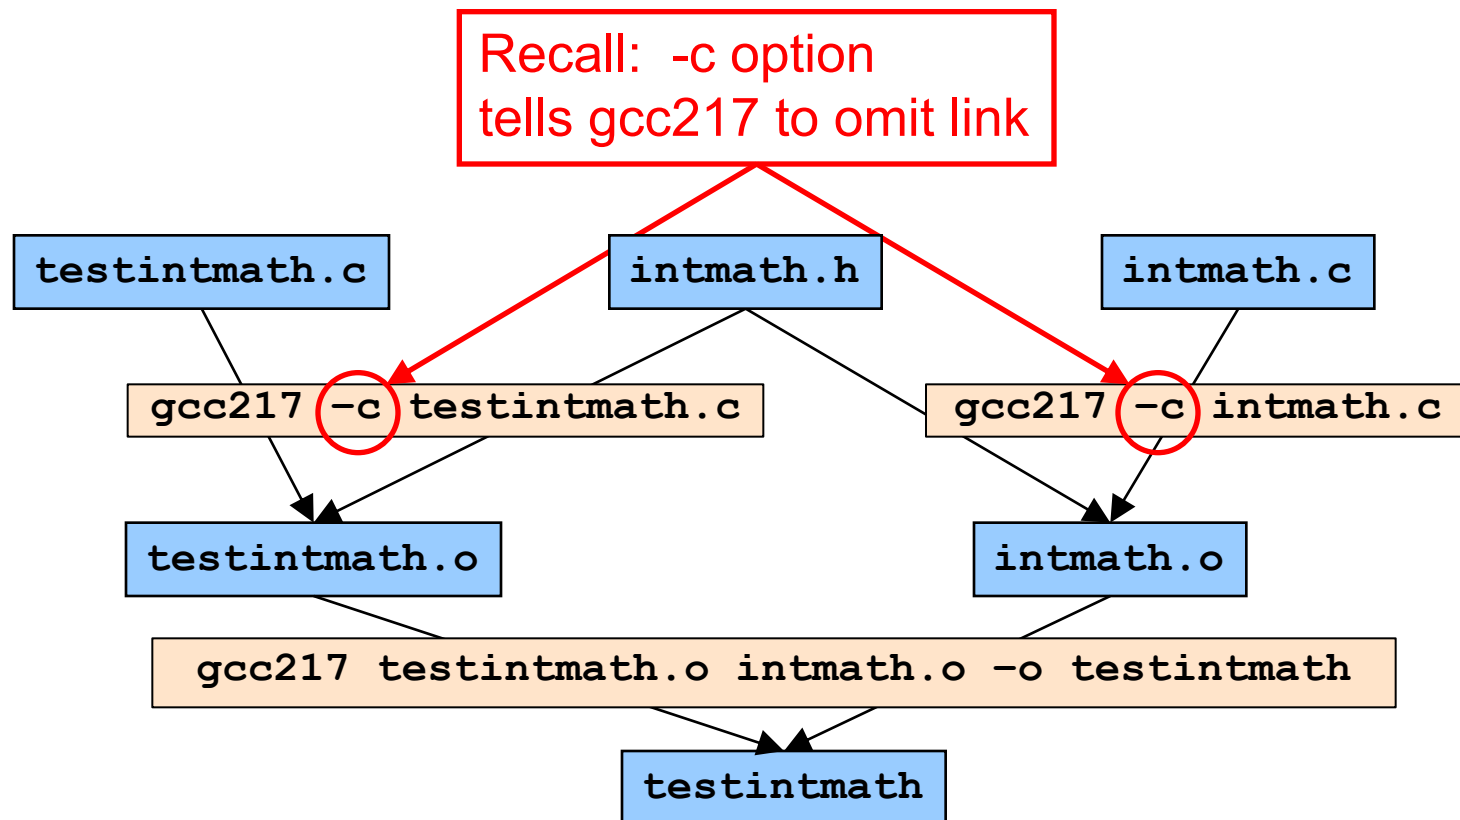 Recall:  -c option
tells gcc217 to omit link
testintmath.c
intmath.h
intmath.c
gcc217 –c testintmath.c
gcc217 –c intmath.c
testintmath.o
intmath.o
gcc217 testintmath.o intmath.o –o testintmath
testintmath